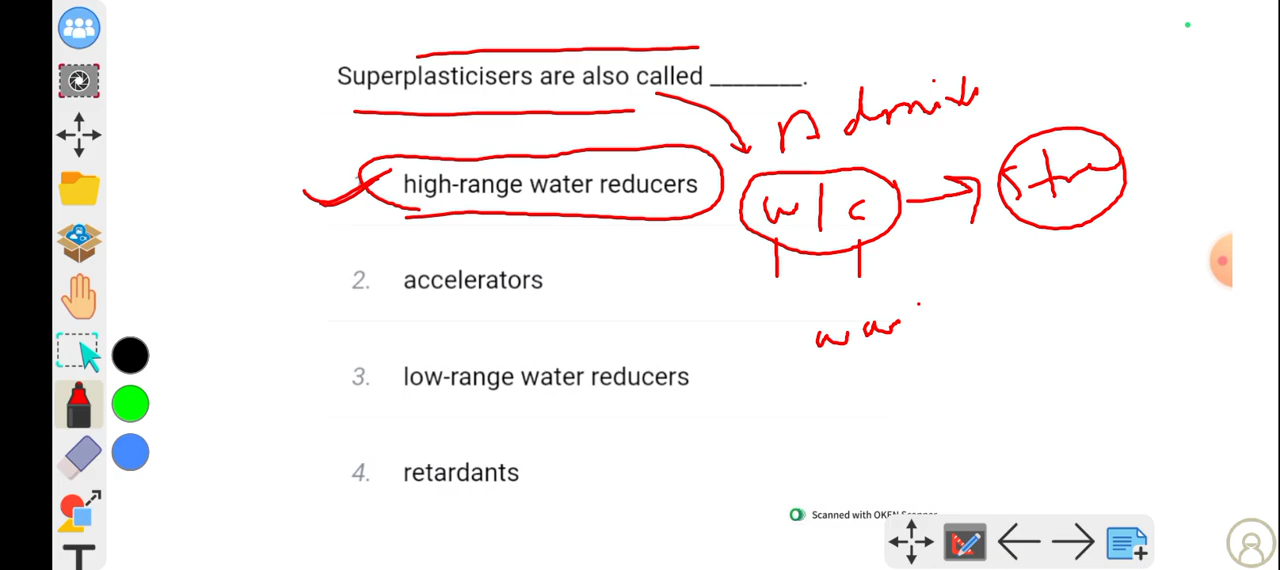 Superplasticisers are also called _______.
high-range water reducers
w/c
2. accelerators
3. low-range water reducers
4. retardants
Scanned with OKEN Scanner